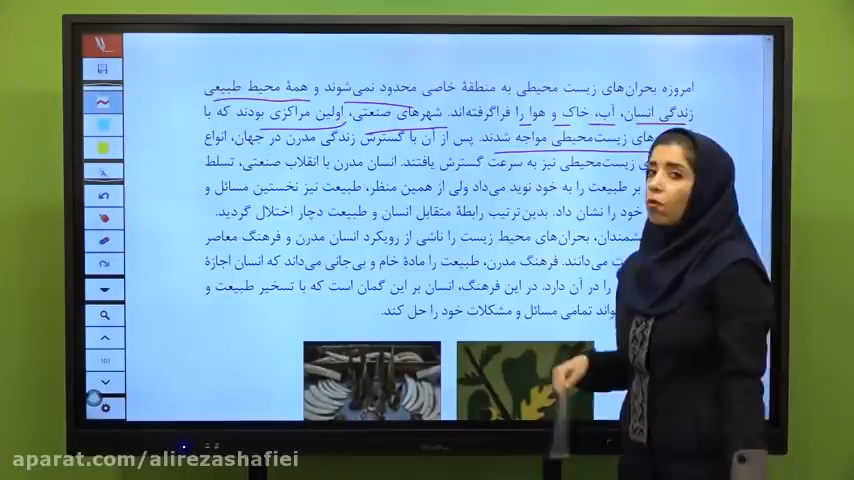 امروزه بحران‌های زیست محیطی به منطقهٔ خاصی محدود نمی‌شوند و همهٔ محیط طبیعی
زندگی انسان، آب، خاک و هوا را فراگرفته‌اند. شهرهای صنعتی، اولین مراکزی بودند که با
های زیست‌محیطی مواجه شدند. پس از آن با گسترش زندگی مدرن در جهان، انواع
ی زیست‌محیطی نیز به سرعت گسترش یافتند. انسان مدرن با انقلاب صنعتی، تسلط
بر طبیعت را به خود نوید می‌داد ولی از همین منظر، طبیعت نیز نخستین مسائل و
خود را نشان داد. بدین‌ترتیب رابطهٔ متقابل انسان و طبیعت دچار اختلال گردید.
شمندان، بحران‌های محیط زیست را ناشی از رویکرد انسان مدرن و فرهنگ معاصر
ت می‌دانند. فرهنگ مدرن، طبیعت را مادهٔ خام و بی‌جانی می‌داند که انسان اجازهٔ
را در آن دارد. در این فرهنگ، انسان بر این گمان است که با تسخیر طبیعت و
واند تمامی مسائل و مشکلات خود را حل کند.
103
aparat.com/alirezashafiei